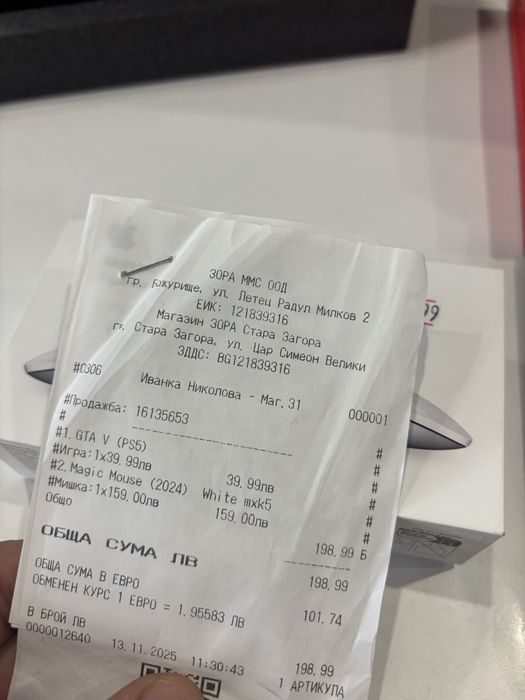 ЗОРА ММС ООД
гр. Божурище, ул. Летец Радул Милков 2
ЕИК: 121839316
Магазин ЗОРА Стара Загора
гр. Стара Загора, ул. Цар Симеон Велики
ЗДДС: BG121839316
#0306 Иванка Николова - Маг. 31 000001
#Продажба: 16135653
# #
#1. GTA V (PS5) #
#Игра:1x39.99лв 39.99лв #
#2. Magic Mouse (2024) White mxk5 #
#Мишка:1x159.00лв 159.00лв #
Общо 198.99 Б
ОБЩА СУМА ЛВ 198.99
ОБЩА СУМА В ЕВРО 101.74
ОБМЕНЕН КУРС 1 ЕВРО = 1.95583 ЛВ
В БРОЙ ЛВ 198.99
0000012640 13.11.2025 11:30:43 1 АРТИКУЛА
99